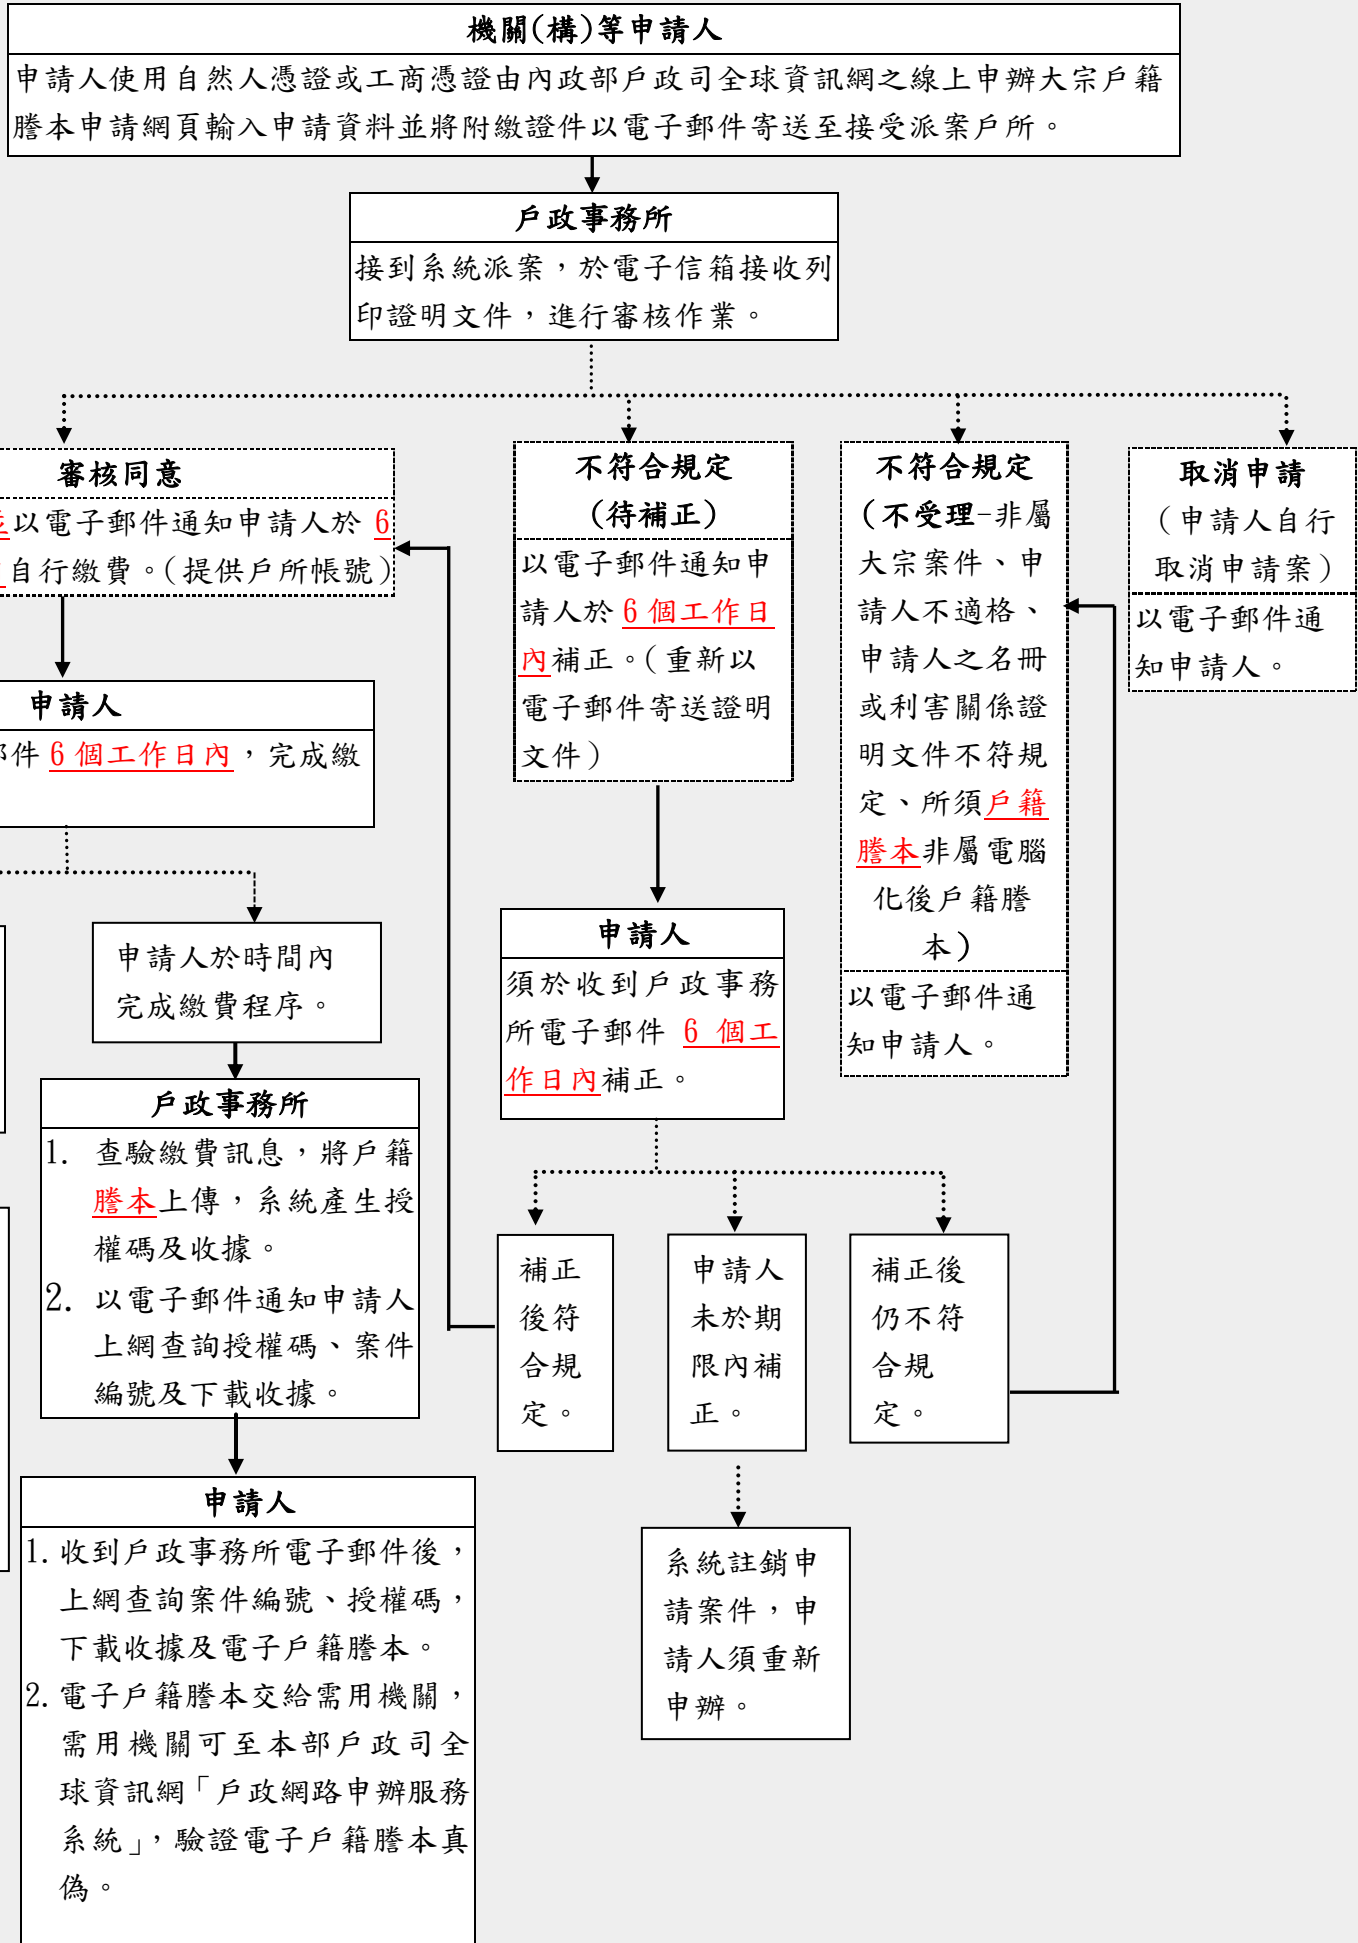 機關(構)等申請人
申請人使用自然人憑證或工商憑證由內政部戶政司全球資訊網之線上申辦大宗戶籍
謄本申請網頁輸入申請資料並將附繳證件以電子郵件寄送至接受派案戶所。
戶政事務所
接到系統派案，於電子信箱接收列
印證明文件，進行審核作業。
審核同意
以電子郵件通知申請人於 6
自行繳費。(提供戶所帳號)
申請人
郵件 6 個工作日內，完成繳
申請人於時間內
完成繳費程序。
戶政事務所
1. 查驗繳費訊息，將戶籍
謄本上傳，系統產生授
權碼及收據。
2. 以電子郵件通知申請人
上網查詢授權碼、案件
編號及下載收據。
申請人
1. 收到戶政事務所電子郵件後，
上網查詢案件編號、授權碼，
下載收據及電子戶籍謄本。
2. 電子戶籍謄本交給需用機關，
需用機關可至本部戶政司全
球資訊網「戶政網路申辦服務
系統」，驗證電子戶籍謄本真
偽。
不符合規定
(待補正)
以電子郵件通知申
請人於 6 個工作日
內補正。(重新以
電子郵件寄送證明
文件)
申請人
須於收到戶政事務
所電子郵件 6 個工
作日內補正。
補正
後符
合規
定。
申請人
未於期
限內補
正。
系統註銷申
請案件，申
請人須重新
申辦。
補正後
仍不符
合規
定。
不符合規定
(不受理-非屬
大宗案件、申
請人不適格、
申請人之名冊
或利害關係證
明文件不符規
定、所須戶籍
謄本非屬電腦
化後戶籍謄
本)
以電子郵件通
知申請人。
取消申請
(申請人自行
取消申請案)
以電子郵件通
知申請人。